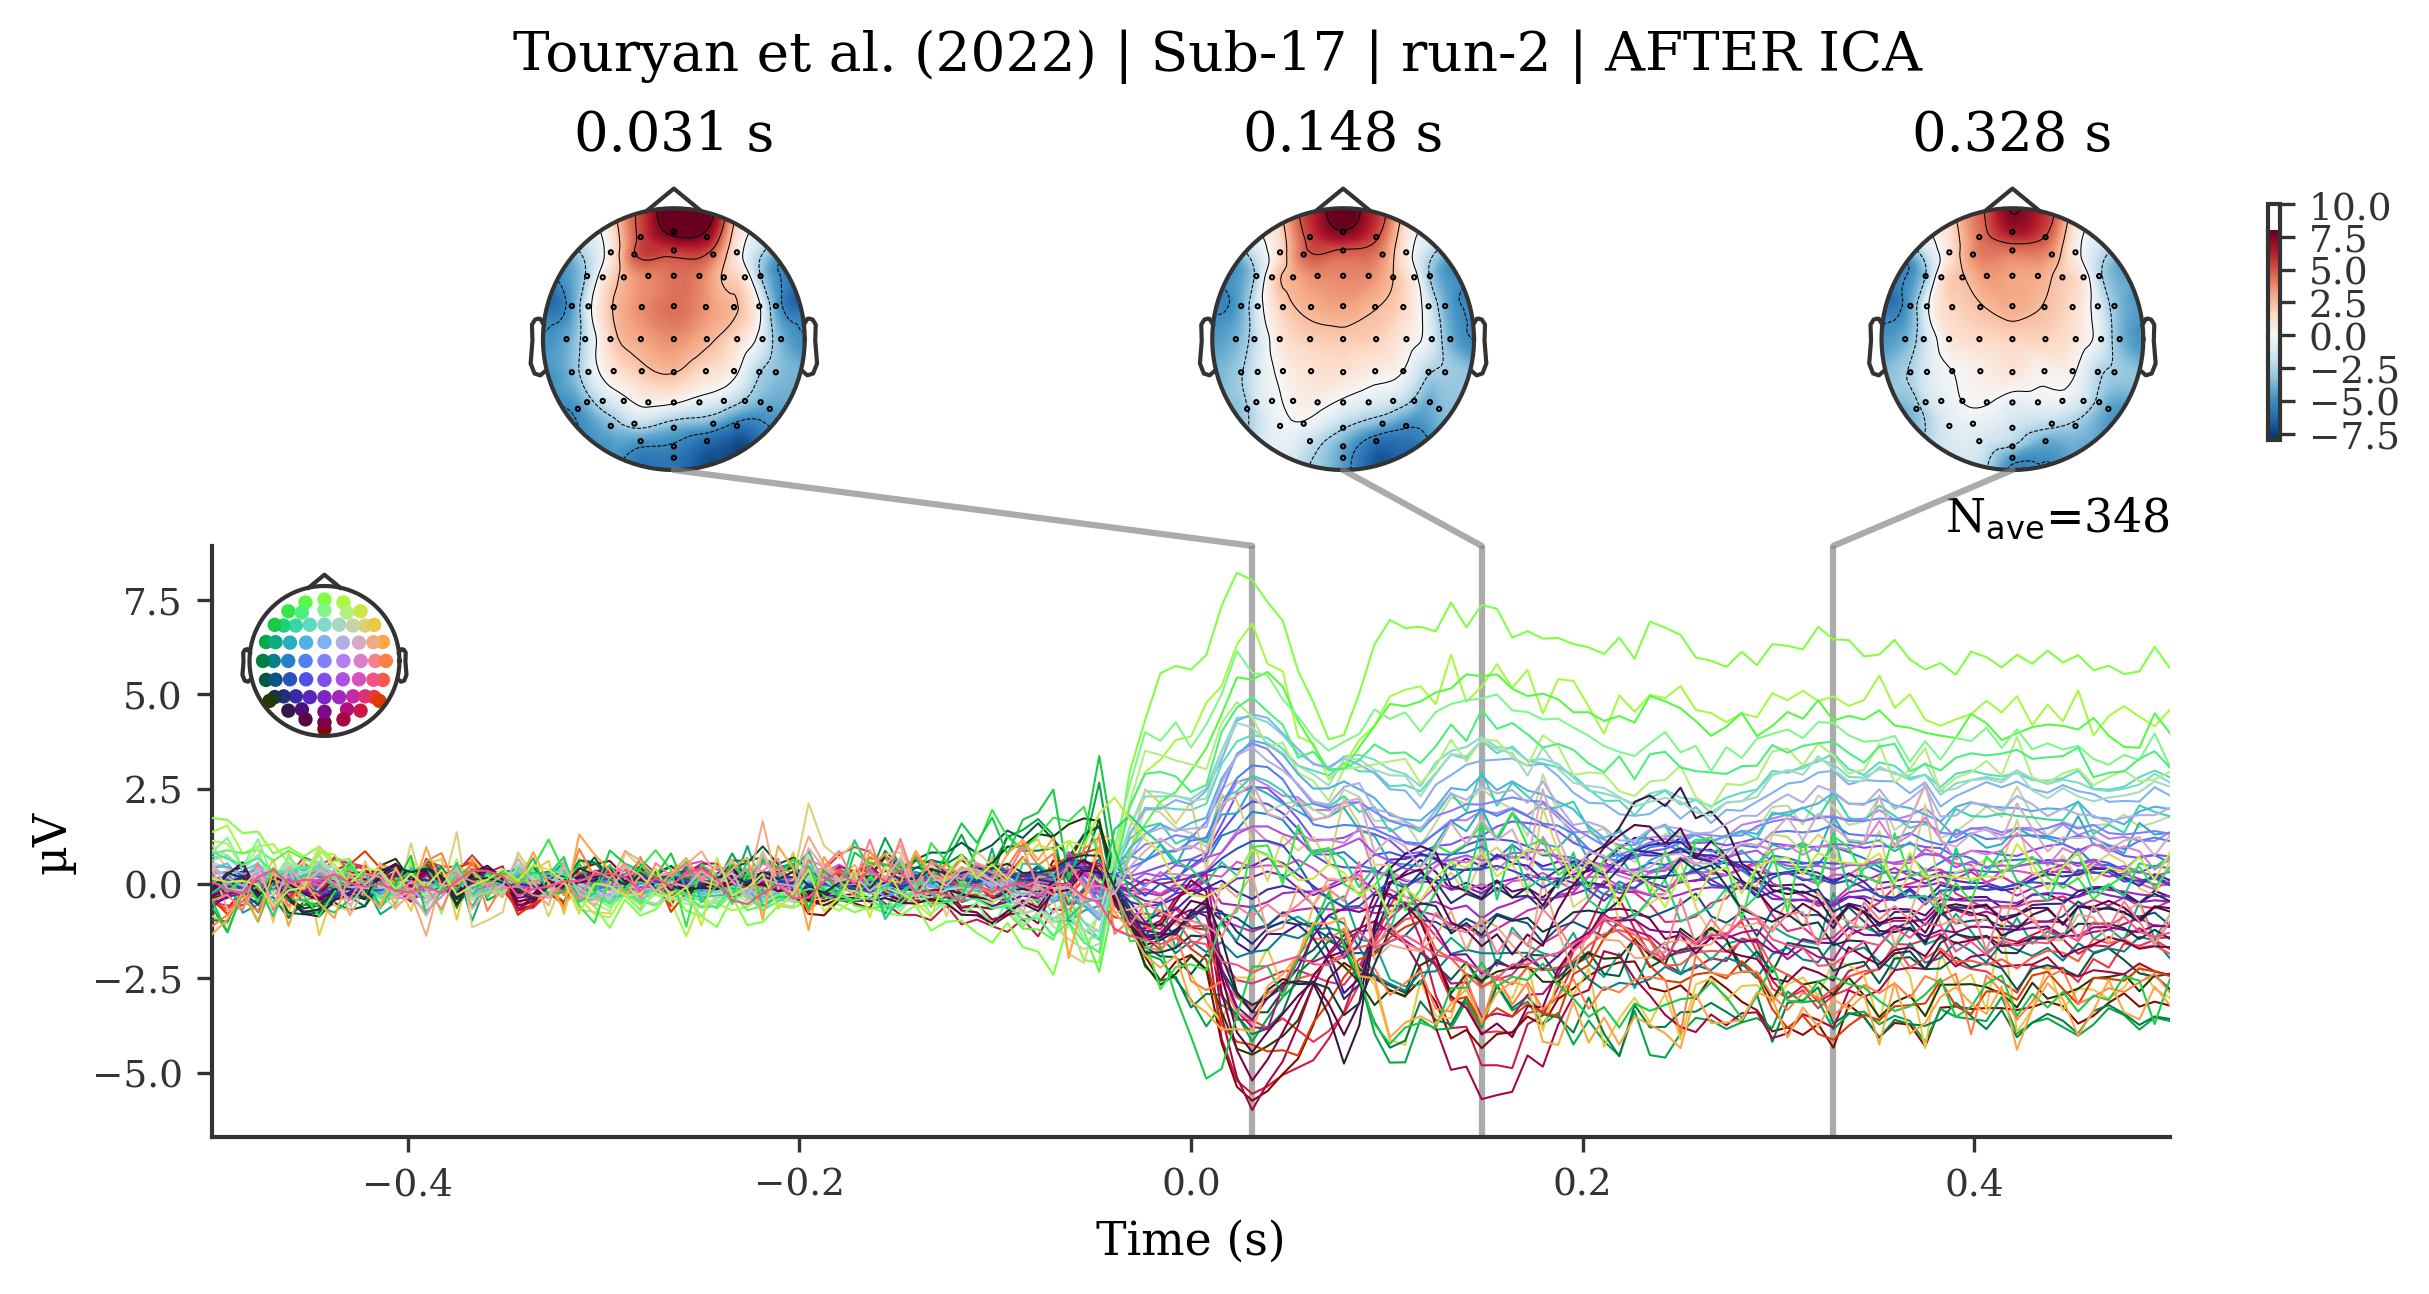 Touryan et al. (2022) | Sub-17 | run-2 | AFTER ICA
0.031 s
0.148 s
0.328 s
10.0
7.5
5.0
2.5
0.0
−2.5
−5.0
−7.5
Nave=348
7.5
5.0
2.5
0.0
−2.5
−5.0
µV
−0.4
−0.2
0.0
0.2
0.4
Time (s)